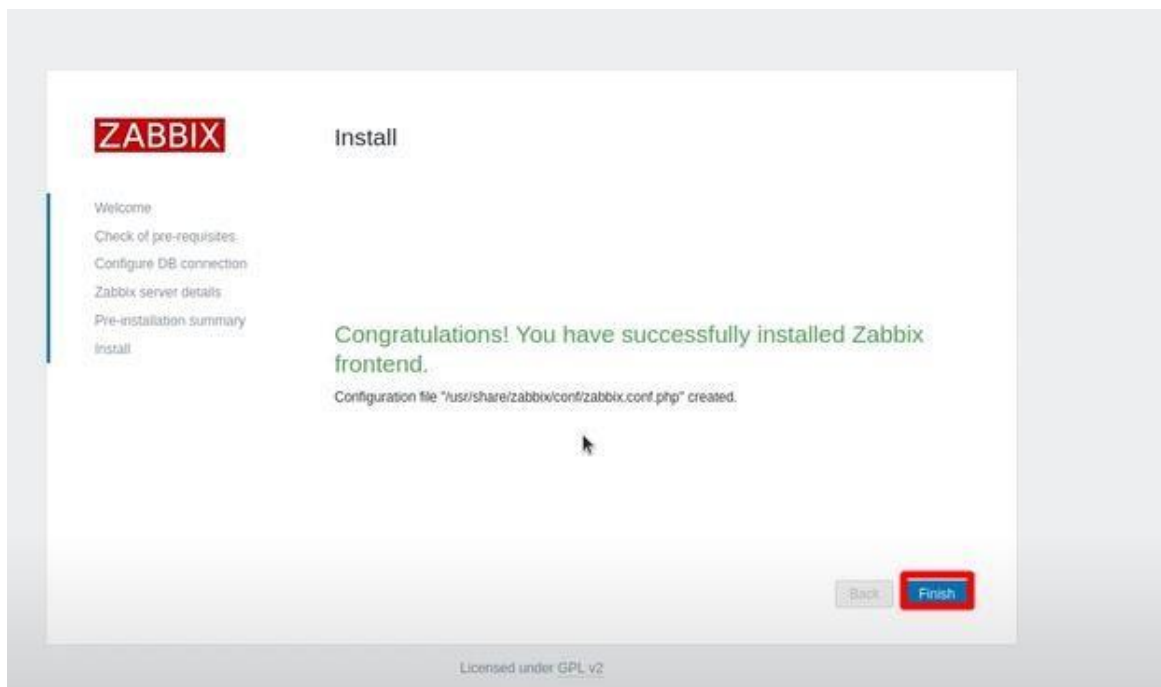 ZABBIX
Install
Welcome
Check of pre-requisites
Configure DB connection
Zabbix server details
Pre-installation summary
Install
Congratulations! You have successfully installed Zabbix
frontend.
Configuration file "/usr/share/zabbix/conf/zabbix.conf.php" created.
Back
Finish
Licensed under GPL v2